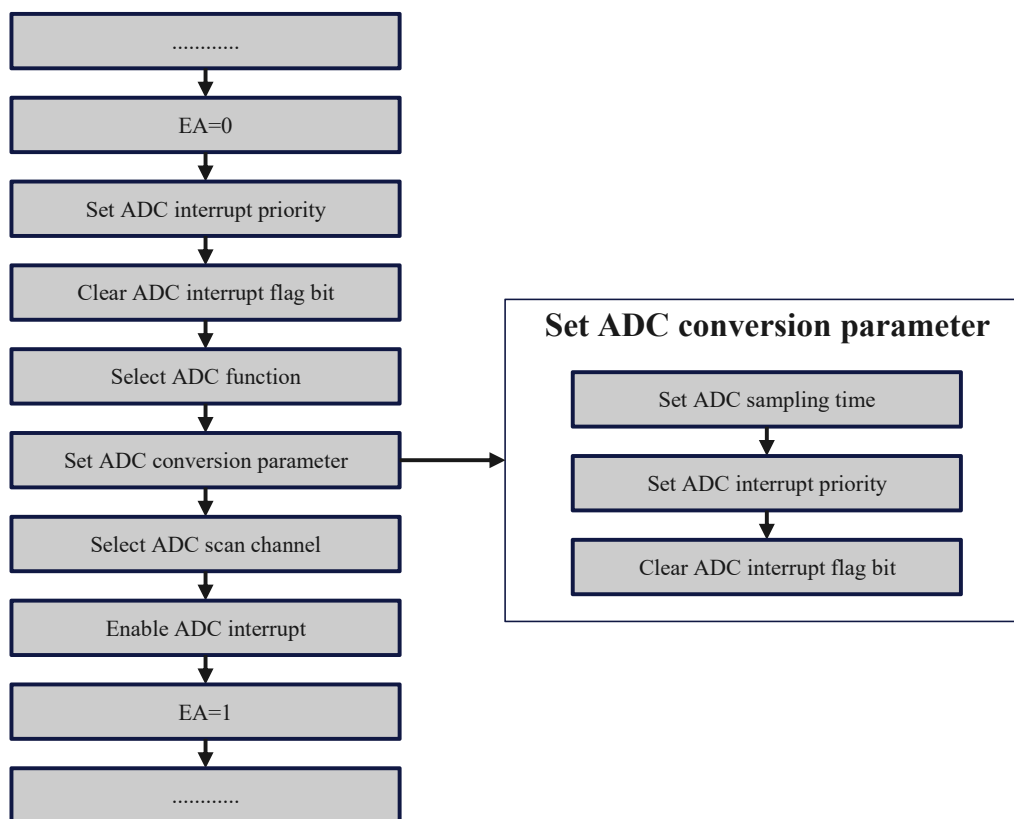 ............
EA=0
Set ADC interrupt priority
Clear ADC interrupt flag bit
Select ADC function
Set ADC conversion parameter
Select ADC scan channel
Enable ADC interrupt
EA=1
............
Set ADC conversion parameter
Set ADC sampling time
Set ADC interrupt priority
Clear ADC interrupt flag bit